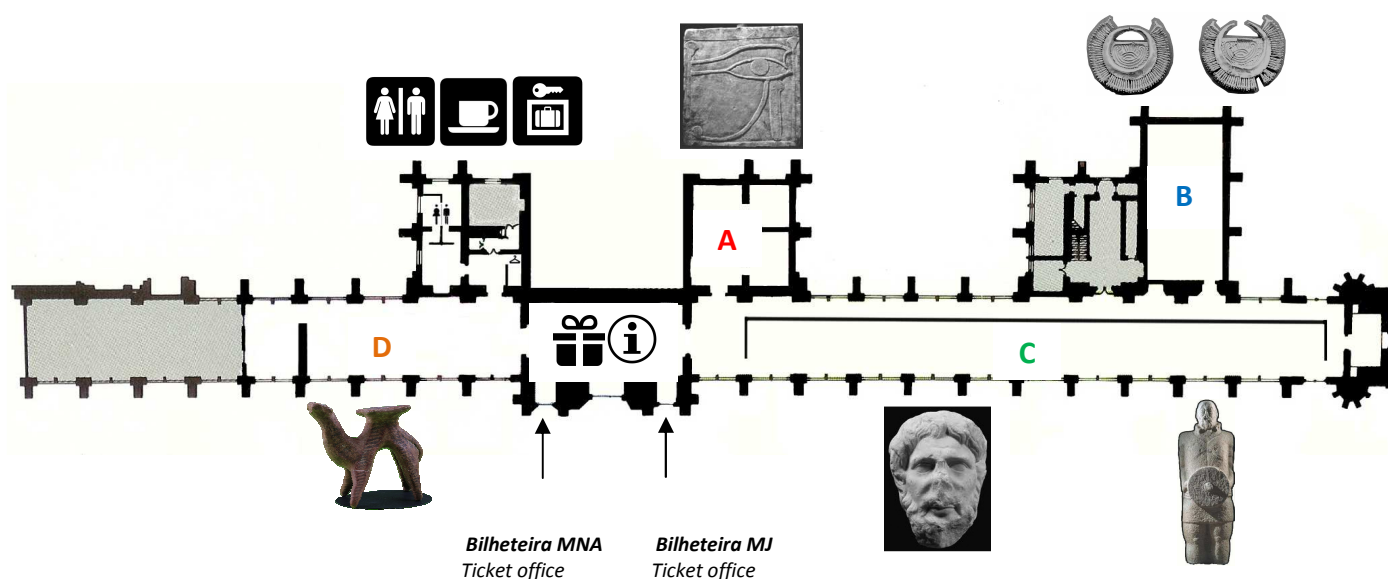 A
B
D
i
C
Bilheteira MNA
Ticket office
Bilheteira MJ
Ticket office